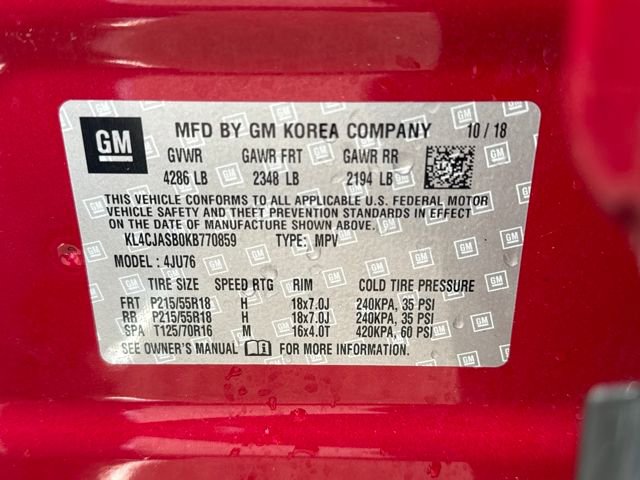 GM MFD BY GM KOREA COMPANY 10 / 18
GVWR GAWR FRT GAWR RR
4286 LB 2348 LB 2194 LB
THIS VEHICLE CONFORMS TO ALL APPLICABLE U.S. FEDERAL MOTOR
VEHICLE SAFETY AND THEFT PREVENTION STANDARDS IN EFFECT
ON THE DATE OF MANUFACTURE SHOWN ABOVE.
KL4CJASB0KB770859 TYPE: MPV
MODEL : 4JU76
TIRE SIZE SPEED RTG RIM COLD TIRE PRESSURE
FRT P215/55R18 H 18x7.0J 240KPA, 35 PSI
RR P215/55R18 H 18x7.0J 240KPA, 35 PSI
SPA T125/70R16 M 16x4.0T 420KPA, 60 PSI
SEE OWNER'S MANUAL i FOR MORE INFORMATION.